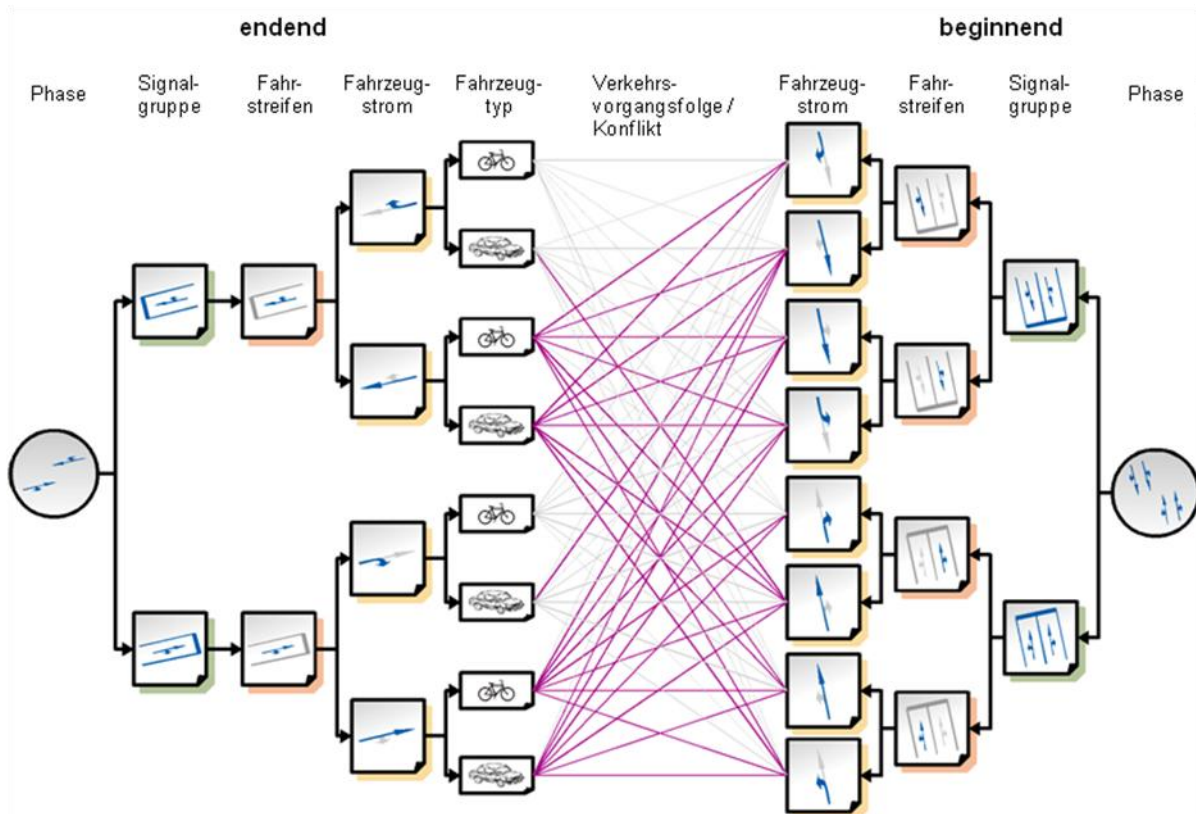 endend
beginnend
Phase
Signal-
gruppe
Fahr-
streifen
Fahrzeug-
strom
Fahrzeug-
typ
Verkehrs-
vorgangsfolge /
Konflikt
Fahrzeug-
strom
Fahr-
streifen
Signal-
gruppe
Phase